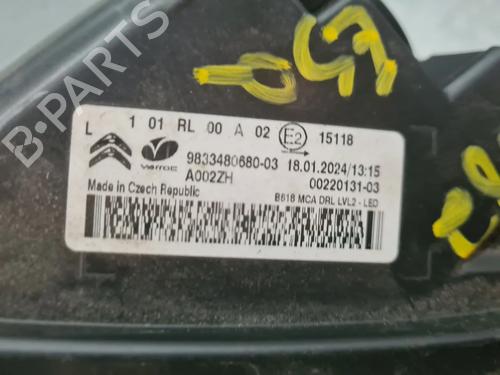 L 1 01 RL 00 A 02 E2 15118
VARROC
9833480680-03 18.01.2024/13:15
A002ZH 00220131-03
Made in Czech Republic B618 MCA DRL LVL2 - LED
B-PARTS